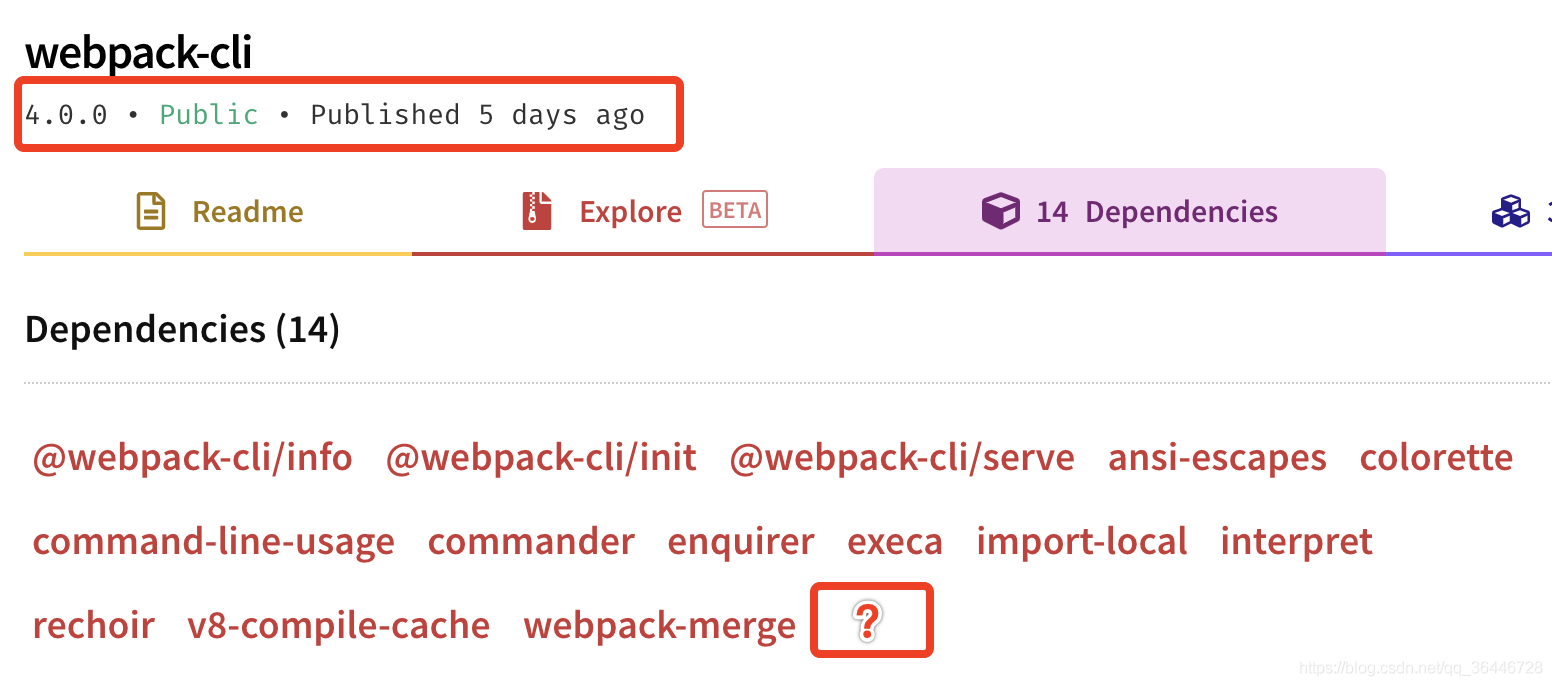 webpack-cli
4.0.0 • Public • Published 5 days ago
Readme Explore BETA 14 Dependencies
Dependencies (14)
@webpack-cli/info @webpack-cli/init @webpack-cli/serve ansi-escapes colorette
command-line-usage commander enquirer execa import-local interpret
rechoir v8-compile-cache webpack-merge ?
https://blog.csdn.net/qq_36446728